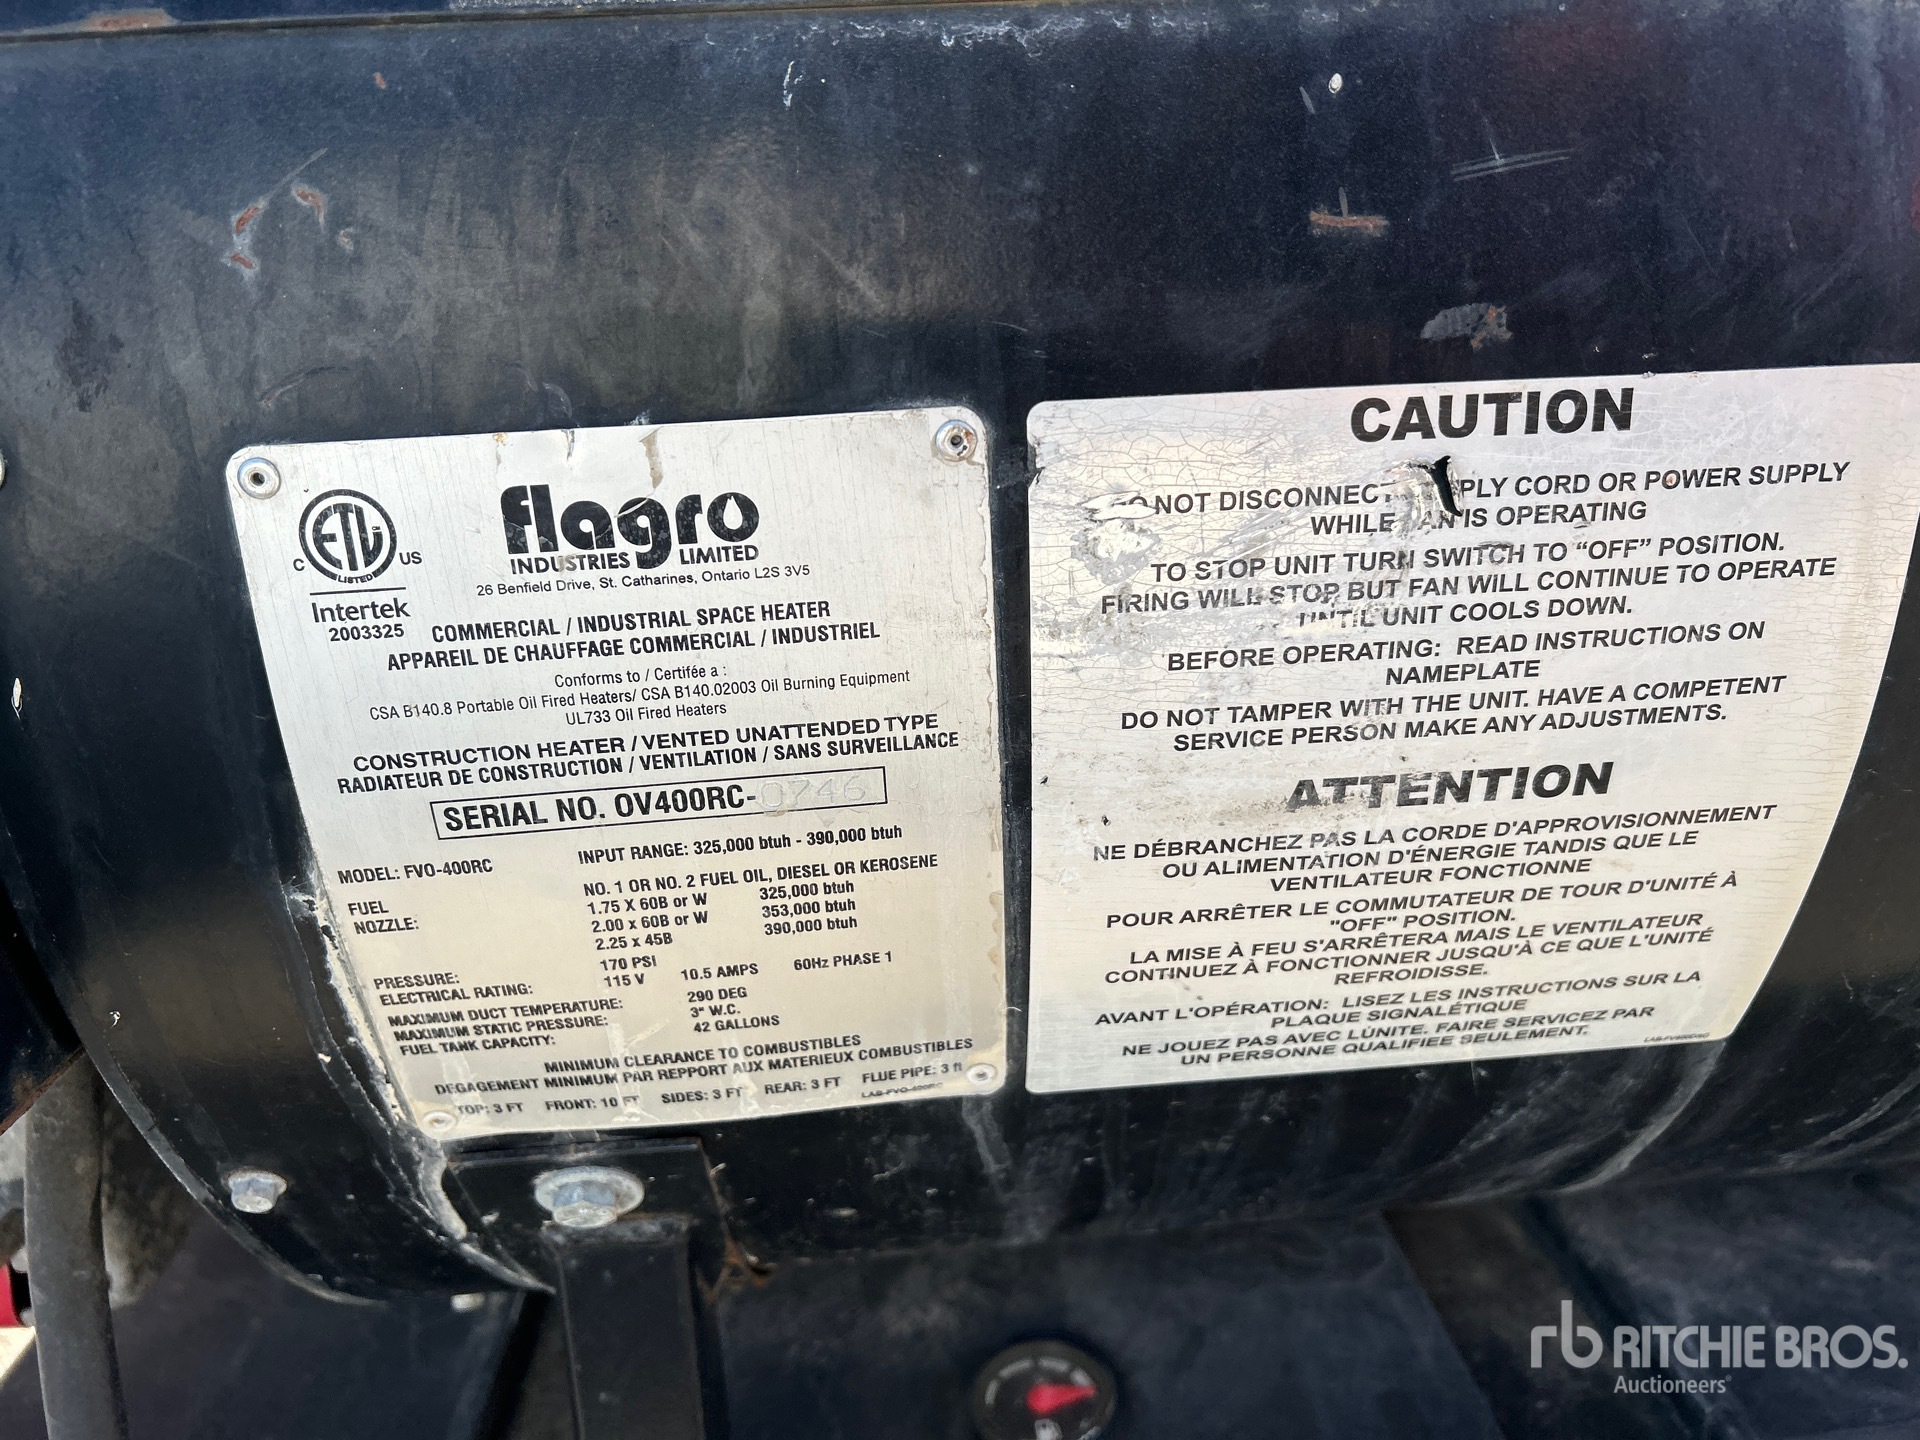 ETL
C US
LISTED
Intertek
2003325
flagro
INDUSTRIES LIMITED
26 Benfield Drive, St. Catharines, Ontario L2S 3V5
COMMERCIAL / INDUSTRIAL SPACE HEATER
APPAREIL DE CHAUFFAGE COMMERCIAL / INDUSTRIEL
Conforms to / Certifée a :
CSA B140.8 Portable Oil Fired Heaters/ CSA B140.02003 Oil Burning Equipment
UL733 Oil Fired Heaters
CONSTRUCTION HEATER / VENTED UNATTENDED TYPE
RADIATEUR DE CONSTRUCTION / VENTILATION / SANS SURVEILLANCE
SERIAL NO. OV400RC-0746
MODEL: FVO-400RC INPUT RANGE: 325,000 btuh - 390,000 btuh
FUEL NO. 1 OR NO. 2 FUEL OIL, DIESEL OR KEROSENE
NOZZLE: 1.75 X 60B or W 325,000 btuh
2.00 x 60B or W 353,000 btuh
2.25 x 45B 390,000 btuh
PRESSURE: 170 PSI
ELECTRICAL RATING: 115 V 10.5 AMPS 60Hz PHASE 1
MAXIMUM DUCT TEMPERATURE: 290 DEG
MAXIMUM STATIC PRESSURE: 3" W.C.
FUEL TANK CAPACITY: 42 GALLONS
MINIMUM CLEARANCE TO COMBUSTIBLES
DEGAGEMENT MINIMUM PAR REPPORT AUX MATERIEUX COMBUSTIBLES
TOP: 3 FT FRONT: 10 FT SIDES: 3 FT REAR: 3 FT FLUE PIPE: 3 ft
LAB-FVO-400RC
CAUTION
DO NOT DISCONNECT SUPPLY CORD OR POWER SUPPLY
WHILE FAN IS OPERATING
TO STOP UNIT TURN SWITCH TO “OFF” POSITION.
FIRING WILL STOP BUT FAN WILL CONTINUE TO OPERATE
UNTIL UNIT COOLS DOWN.
BEFORE OPERATING: READ INSTRUCTIONS ON
NAMEPLATE
DO NOT TAMPER WITH THE UNIT. HAVE A COMPETENT
SERVICE PERSON MAKE ANY ADJUSTMENTS.
ATTENTION
NE DÉBRANCHEZ PAS LA CORDE D'APPROVISIONNEMENT
OU ALIMENTATION D'ÉNERGIE TANDIS QUE LE
VENTILATEUR FONCTIONNE
POUR ARRÊTER LE COMMUTATEUR DE TOUR D'UNITÉ À
"OFF" POSITION.
LA MISE À FEU S'ARRÊTERA MAIS LE VENTILATEUR
CONTINUEZ À FONCTIONNER JUSQU'À CE QUE L'UNITÉ
REFROIDISSE.
AVANT L'OPÉRATION: LISEZ LES INSTRUCTIONS SUR LA
PLAQUE SIGNALÉTIQUE
NE JOUEZ PAS AVEC LÙNITE. FAIRE SERVICEZ PAR
UN PERSONNE QUALIFIEE SEULEMENT.
rb RITCHIE BROS.
Auctioneers